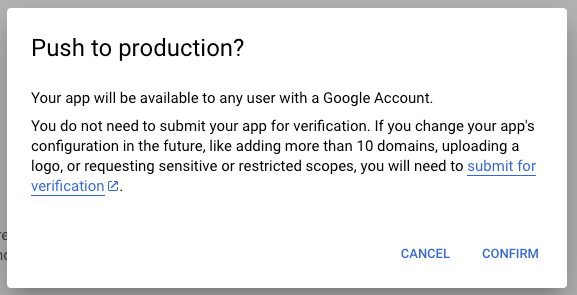 Push to production?
Your app will be available to any user with a Google Account.
You do not need to submit your app for verification. If you change your app's
configuration in the future, like adding more than 10 domains, uploading a
logo, or requesting sensitive or restricted scopes, you will need to submit for
verification.
CANCEL CONFIRM